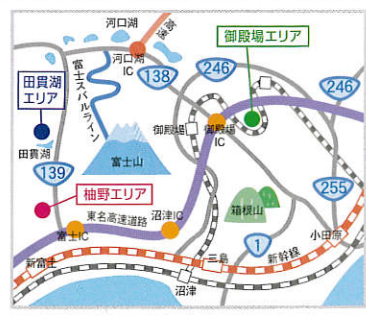 河口湖
高速
河口湖
IC
138
246
御殿場エリア
246
田貫湖
エリア
富士スバルライン
御殿場
御殿場
IC
田貫湖
富士山
139
255
柚野エリア
箱根山
東名高速道路
沼津IC
富士IC
1
小田原
新富士
三島
新幹線
沼津